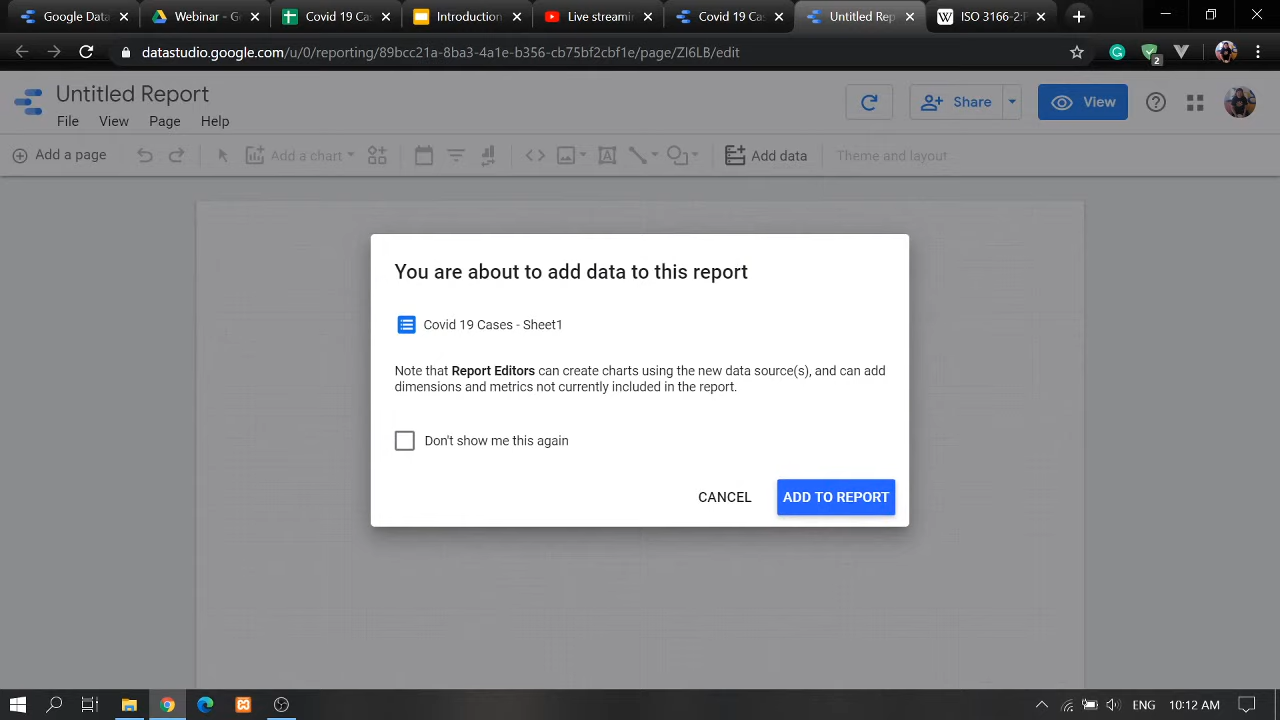 Google Data
Webinar - G
Covid 19 Cas
Introduction
Live streami
Covid 19 Cas
Untitled Rep
W ISO 3166-2:P
datastudio.google.com/u/0/reporting/89bcc21a-8ba3-4a1e-b356-cb75bf2cbf1e/page/ZI6LB/edit
2
Untitled Report
File View Page Help
Share
View
Add a page
Add a chart
Add data
Theme and layout
You are about to add data to this report
Covid 19 Cases - Sheet1
Note that Report Editors can create charts using the new data source(s), and can add
dimensions and metrics not currently included in the report.
Don't show me this again
CANCEL ADD TO REPORT
ENG 10:12 AM